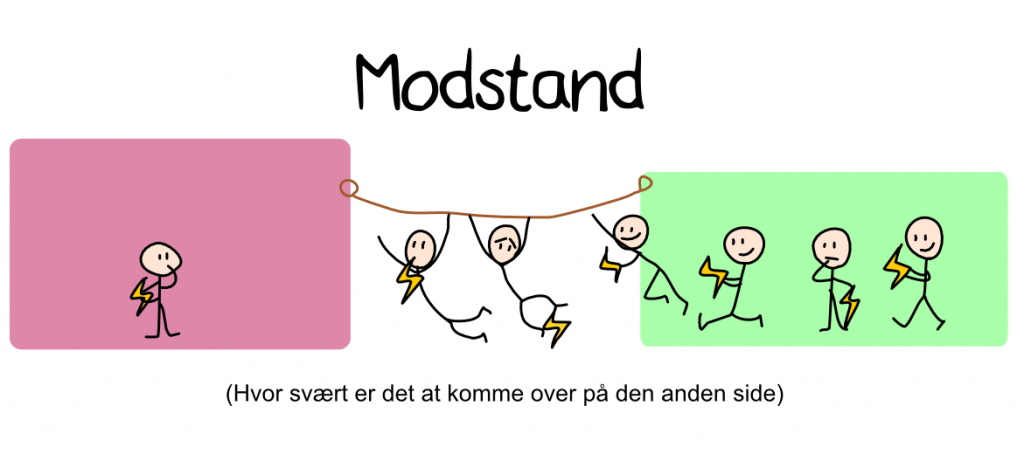 Modstand
(Hvor svært er det at komme over på den anden side)